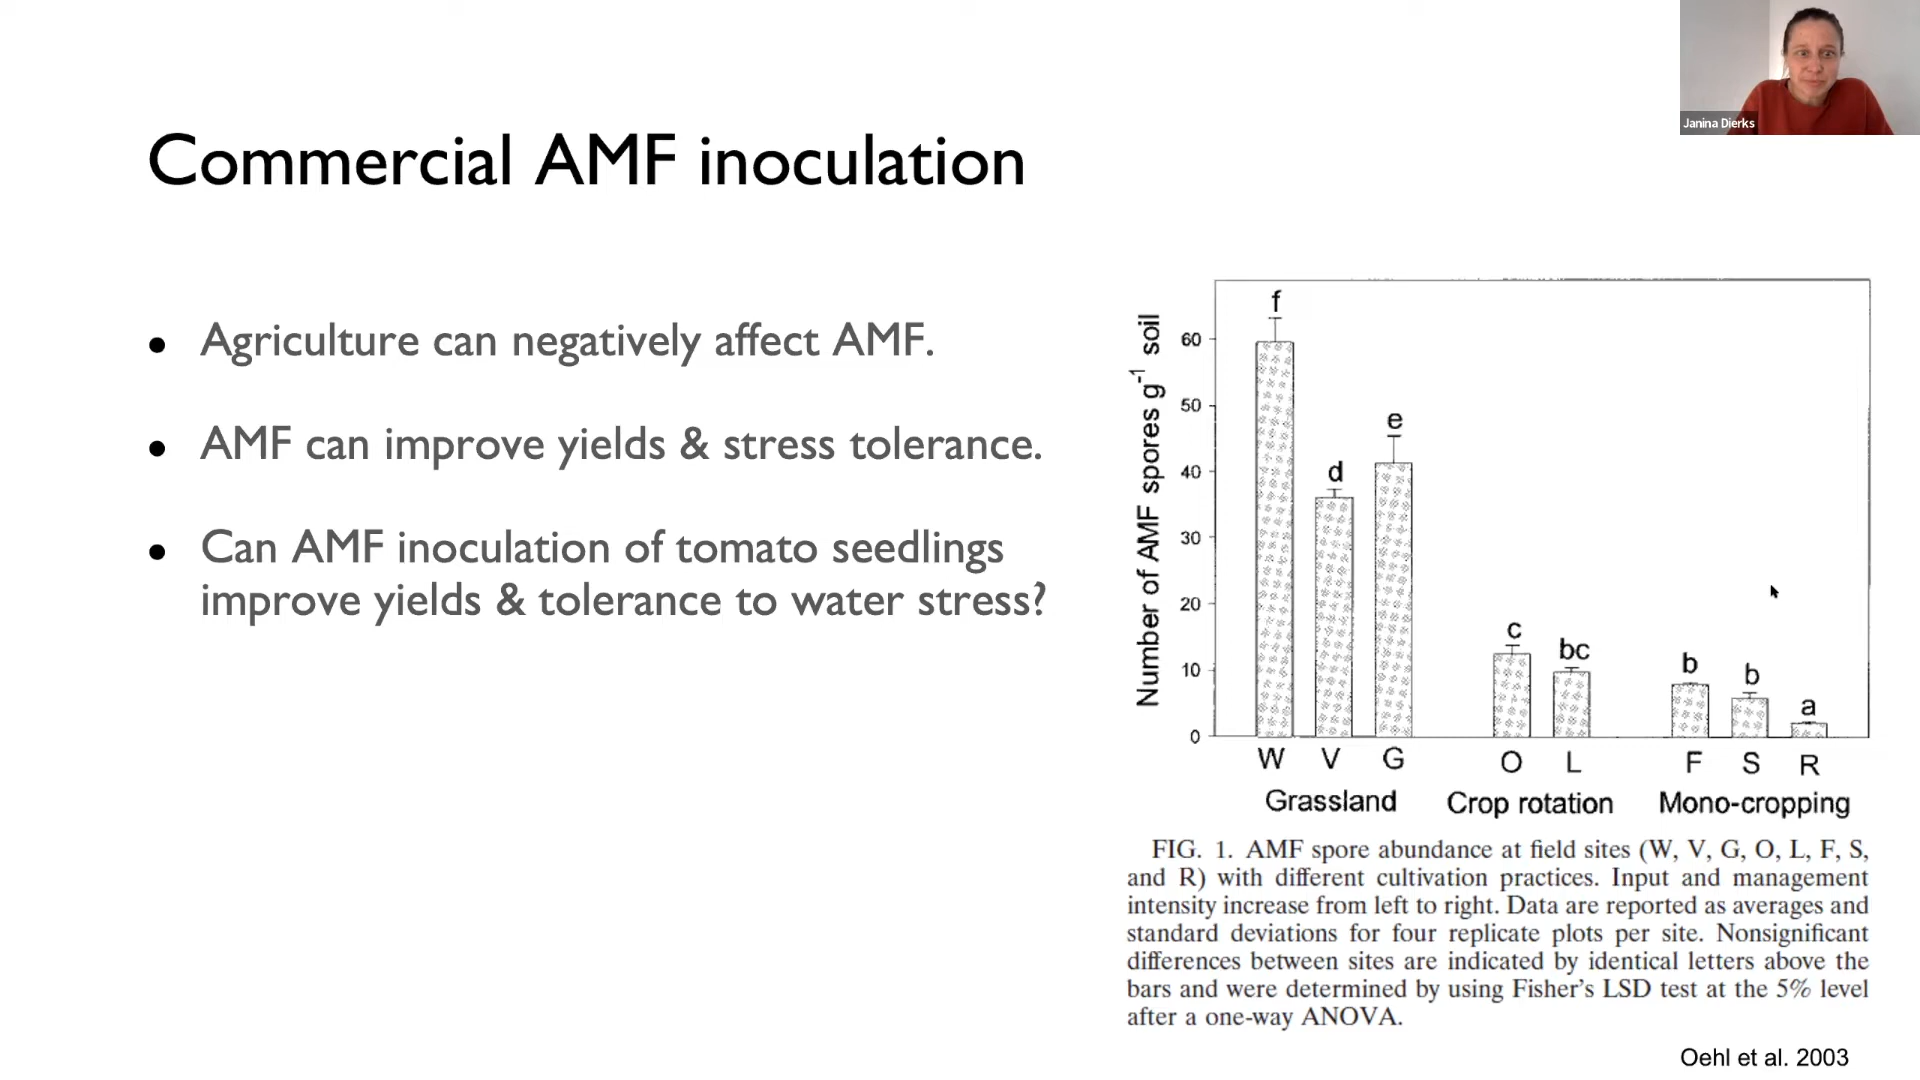 Janina Dierks
Commercial AMF inoculation
• Agriculture can negatively affect AMF.
• AMF can improve yields & stress tolerance.
• Can AMF inoculation of tomato seedlings
improve yields & tolerance to water stress?
Number of AMF spores g⁻¹ soil
60
50
40
30
20
10
0
f
d
e
c
bc
b
b
a
W V G O L F S R
Grassland Crop rotation Mono-cropping
FIG. 1. AMF spore abundance at field sites (W, V, G, O, L, F, S,
and R) with different cultivation practices. Input and management
intensity increase from left to right. Data are reported as averages and
standard deviations for four replicate plots per site. Nonsignificant
differences between sites are indicated by identical letters above the
bars and were determined by using Fisher's LSD test at the 5% level
after a one-way ANOVA.
Oehl et al. 2003